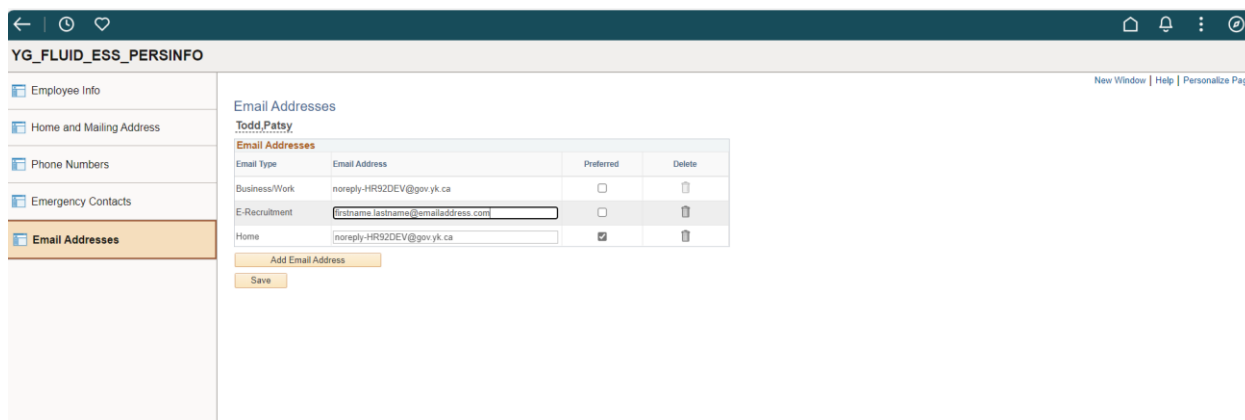 YG_FLUID_ESS_PERSINFO
New Window | Help | Personalize Pag
Employee Info
Home and Mailing Address
Phone Numbers
Emergency Contacts
Email Addresses
Email Addresses
Todd,Patsy
Email Addresses
Email Type Email Address Preferred Delete
Business/Work noreply-HR92DEV@gov.yk.ca
E-Recruitment firstname.lastname@emailaddress.com
Home noreply-HR92DEV@gov.yk.ca
Add Email Address
Save